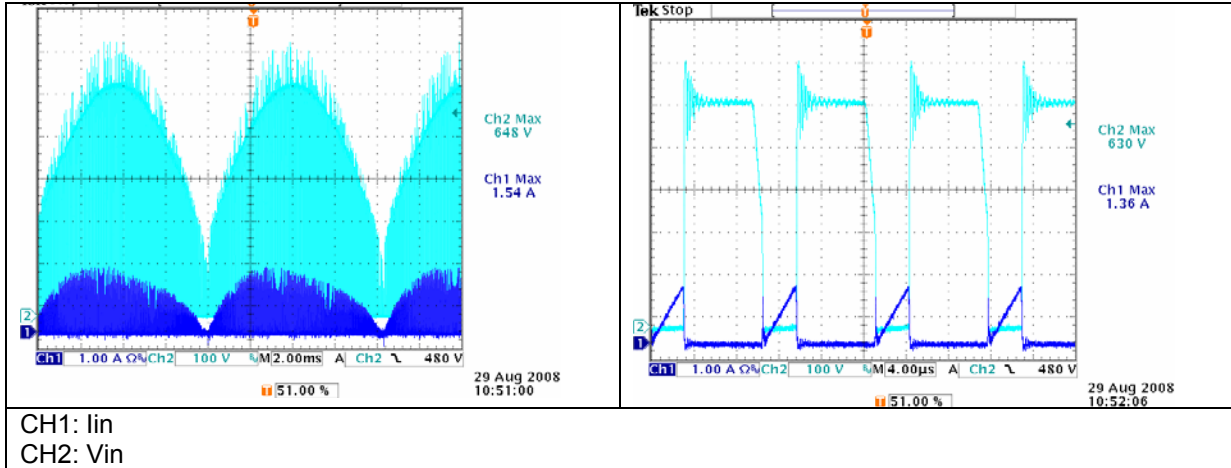 Ch2 Max
648 V
Ch1 Max
1.54 A
2
1
Ch1 1.00 A Ω Ch2 100 V M 2.00ms A Ch2 480 V
51.00 %
29 Aug 2008
10:51:00
Tek Stop
Ch2 Max
630 V
Ch1 Max
1.36 A
2
1
Ch1 1.00 A Ω Ch2 100 V M 4.00µs A Ch2 480 V
51.00 %
29 Aug 2008
10:52:06
CH1: Iin
CH2: Vin